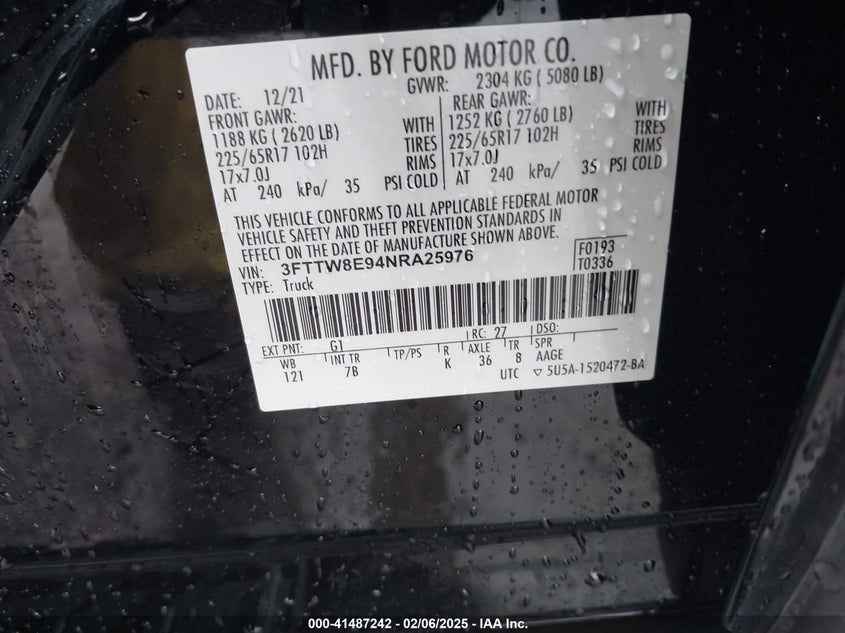 MFD. BY FORD MOTOR CO.
DATE: 12/21 GVWR: 2304 KG ( 5080 LB)
FRONT GAWR: REAR GAWR:
1188 KG ( 2620 LB) WITH 1252 KG ( 2760 LB) WITH
225/65R17 102H TIRES 225/65R17 102H TIRES
17x7.0J RIMS 17x7.0J RIMS
AT 240 kPa/ 35 PSI COLD AT 240 kPa/ 35 PSI COLD
THIS VEHICLE CONFORMS TO ALL APPLICABLE FEDERAL MOTOR
VEHICLE SAFETY AND THEFT PREVENTION STANDARDS IN
EFFECT ON THE DATE OF MANUFACTURE SHOWN ABOVE.
VIN: 3FTTW8E94NRA25976 F0193
TYPE: Truck T0336
EXT PNT: G1 RC: 27 DSO:
WB INT TR TP/PS R AXLE TR SPR
121 7B K 36 8 AAGE
UTC ▽ 5U5A-1520472-BA
000-41487242 - 02/06/2025 - IAA Inc.